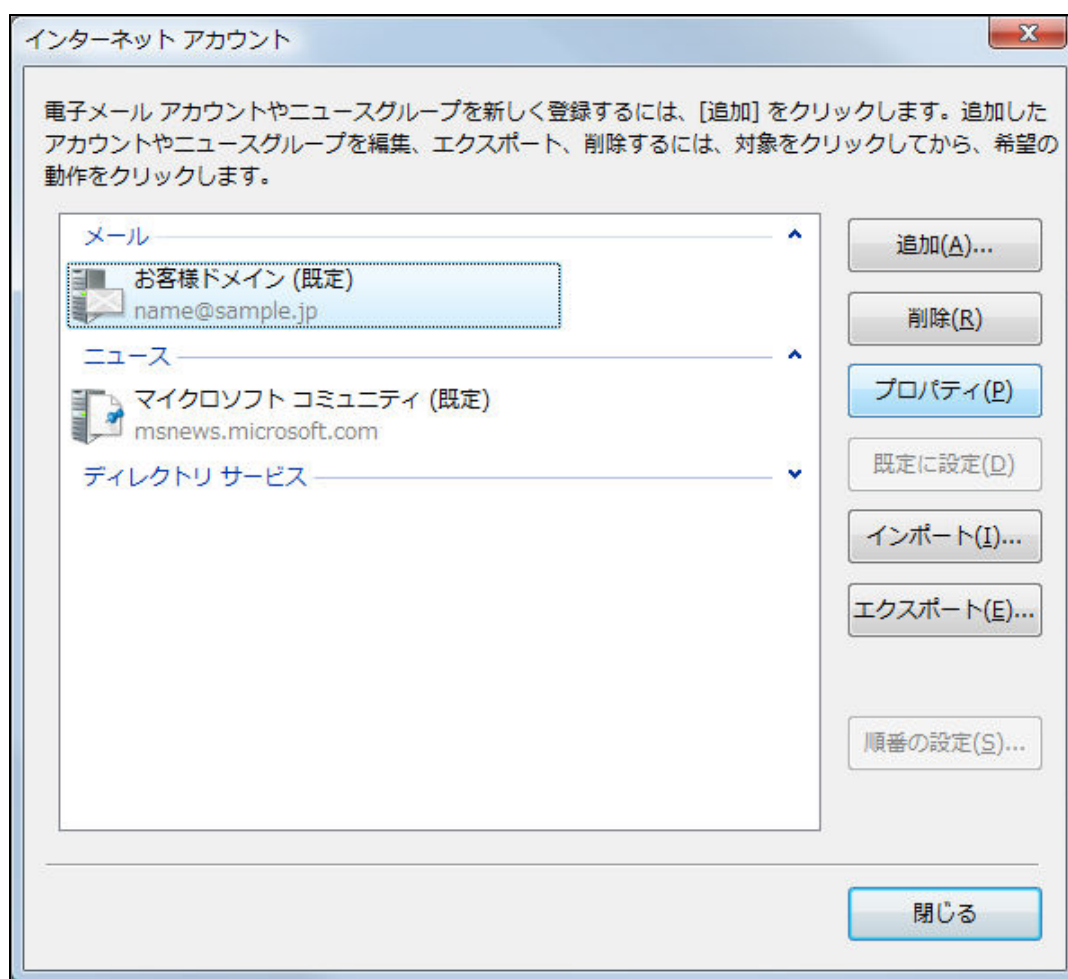 インターネット アカウント
電子メール アカウントやニュースグループを新しく登録するには、[追加] をクリックします。追加した
アカウントやニュースグループを編集、エクスポート、削除するには、対象をクリックしてから、希望の
動作をクリックします。
メール
お客様ドメイン (既定)
name@sample.jp
ニュース
マイクロソフト コミュニティ (既定)
msnews.microsoft.com
ディレクトリ サービス
追加(A)...
削除(R)
プロパティ(P)
既定に設定(D)
インポート(I)...
エクスポート(E)...
順番の設定(S)...
閉じる